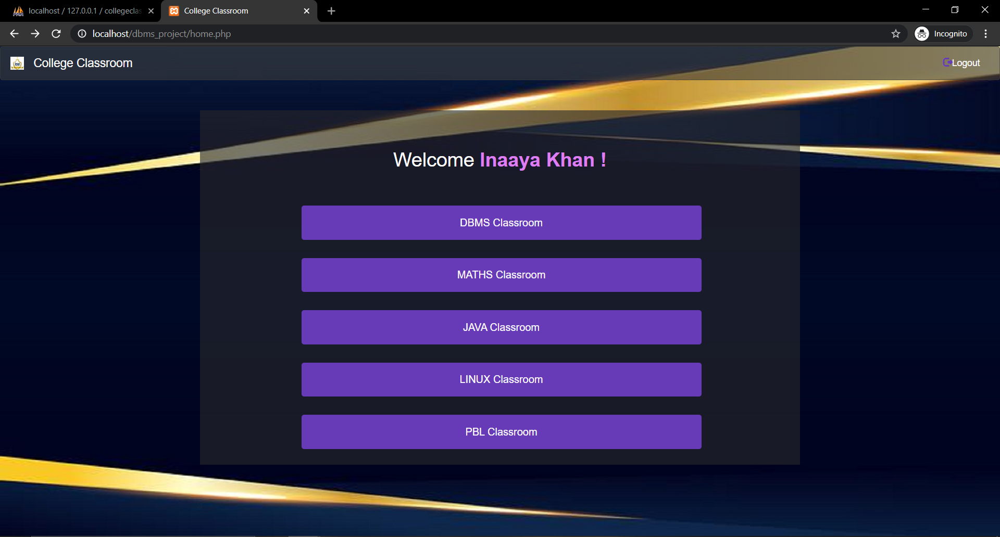 localhost / 127.0.0.1 / collegeclas
College Classroom
localhost/dbms_project/home.php
Incognito
College Classroom
Logout
Welcome Inaaya Khan !
DBMS Classroom
MATHS Classroom
JAVA Classroom
LINUX Classroom
PBL Classroom